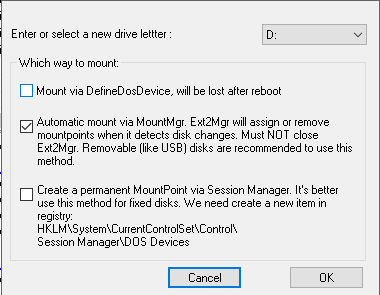 Enter or select a new drive letter :
D:
Which way to mount:
Mount via DefineDosDevice, will be lost after reboot
Automatic mount via MountMgr. Ext2Mgr will assign or remove
mountpoints when it detects disk changes. Must NOT close
Ext2Mgr. Removable (like USB) disks are recommended to use this
method.
Create a permanent MountPoint via Session Manager. It's better
use this method for fixed disks. We need create a new item in
registry:
HKLM\System\CurrentControlSet\Control\
Session Manager\DOS Devices
Cancel
OK